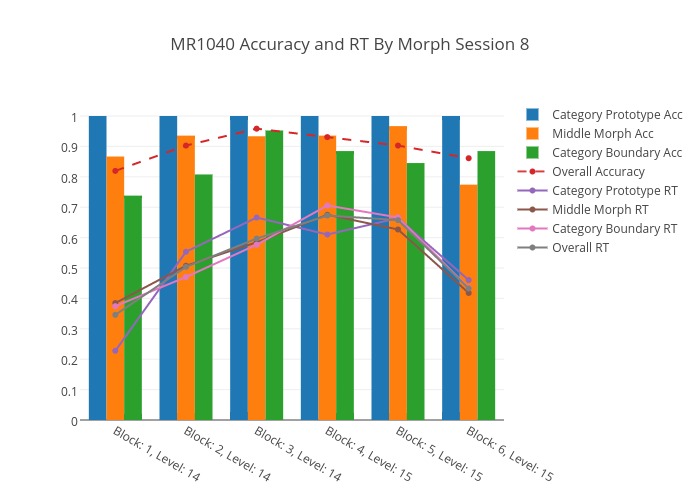 MR1040 Accuracy and RT By Morph Session 8
1
0.9
0.8
0.7
0.6
0.5
0.4
0.3
0.2
0.1
0
Block: 1, Level: 14
Block: 2, Level: 14
Block: 3, Level: 14
Block: 4, Level: 15
Block: 5, Level: 15
Block: 6, Level: 15
Category Prototype Acc
Middle Morph Acc
Category Boundary Acc
Overall Accuracy
Category Prototype RT
Middle Morph RT
Category Boundary RT
Overall RT